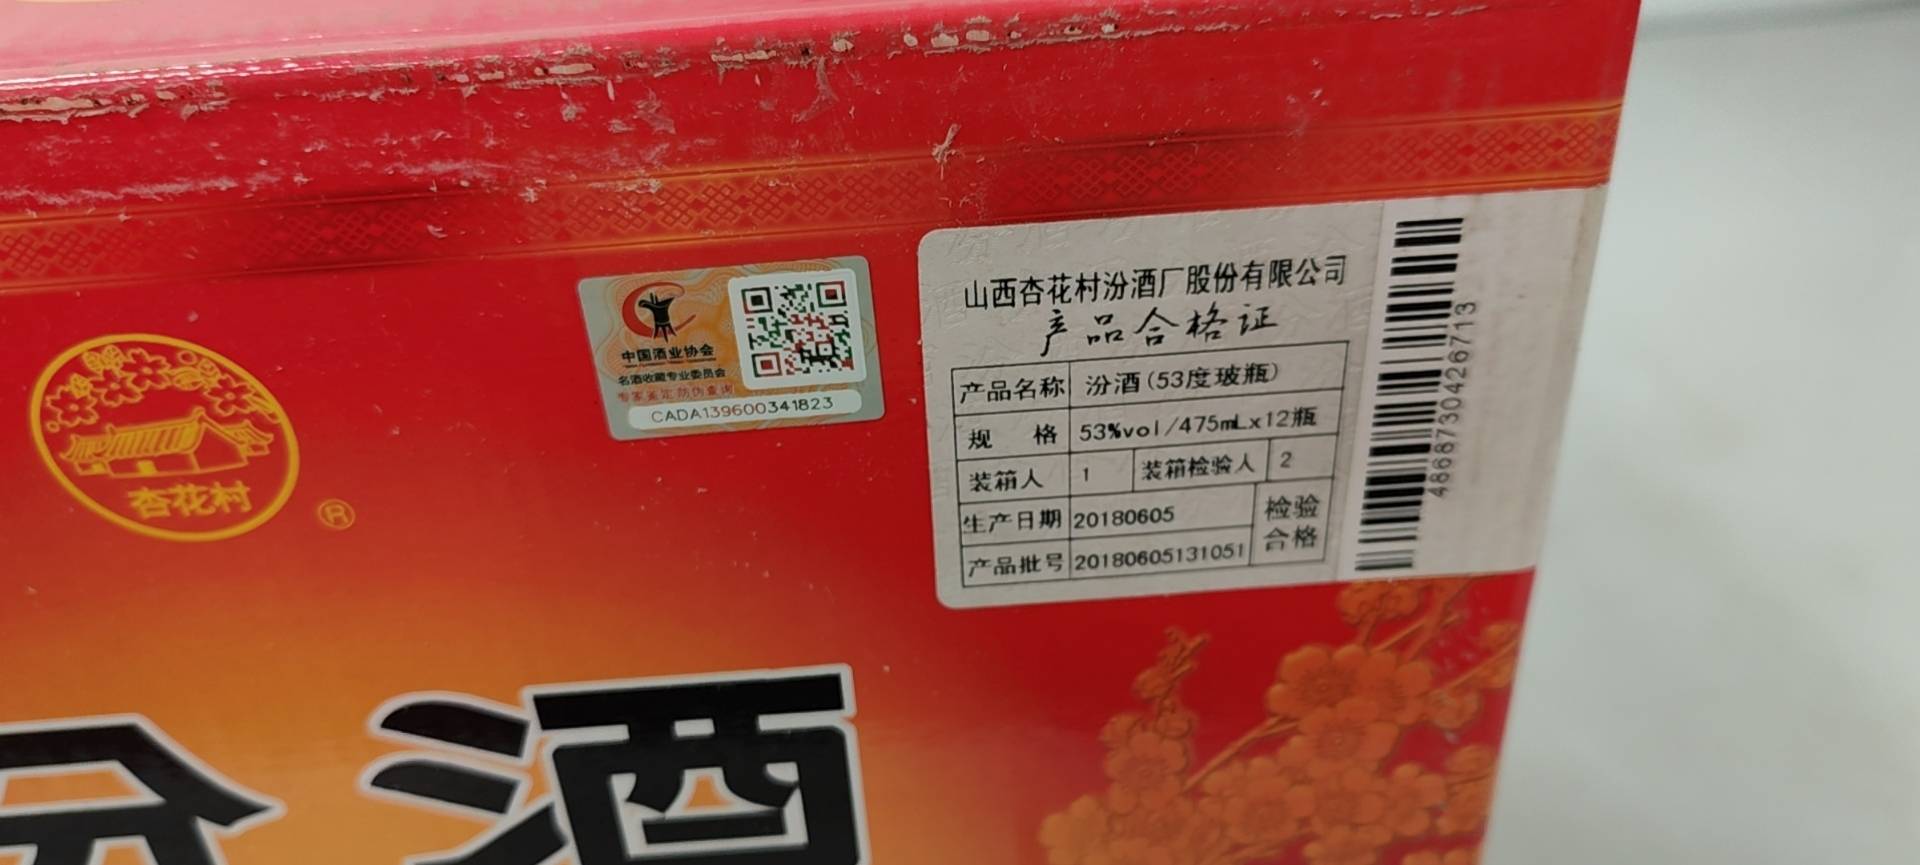 杏花村
®
中国酒业协会
名酒收藏专业委员会
专家鉴定 防伪查询
CADA139600341823
山西杏花村汾酒厂股份有限公司
产品合格证
产品名称 汾酒(53度玻瓶)
规 格 53%vol/475mLx12瓶
装箱人 1 装箱检验人 2
生产日期 20180605 检验
产品批号 20180605131051 合格
4868730426713
酒